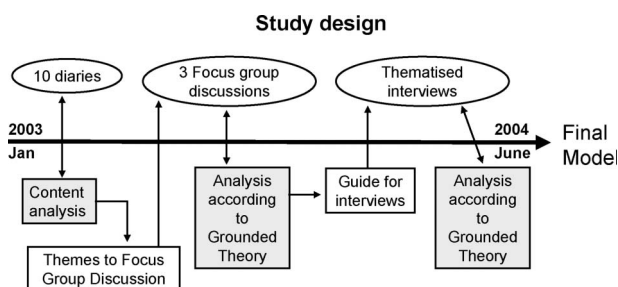 Study design
10 diaries
3 Focus group
discussions
Thematised
interviews
2003
Jan
2004
June
Final
Model
Content
analysis
Themes to Focus
Group Discussion
Analysis
according
to
Grounded
Theory
Guide for
interviews
Analysis
according
to
Grounded
Theory